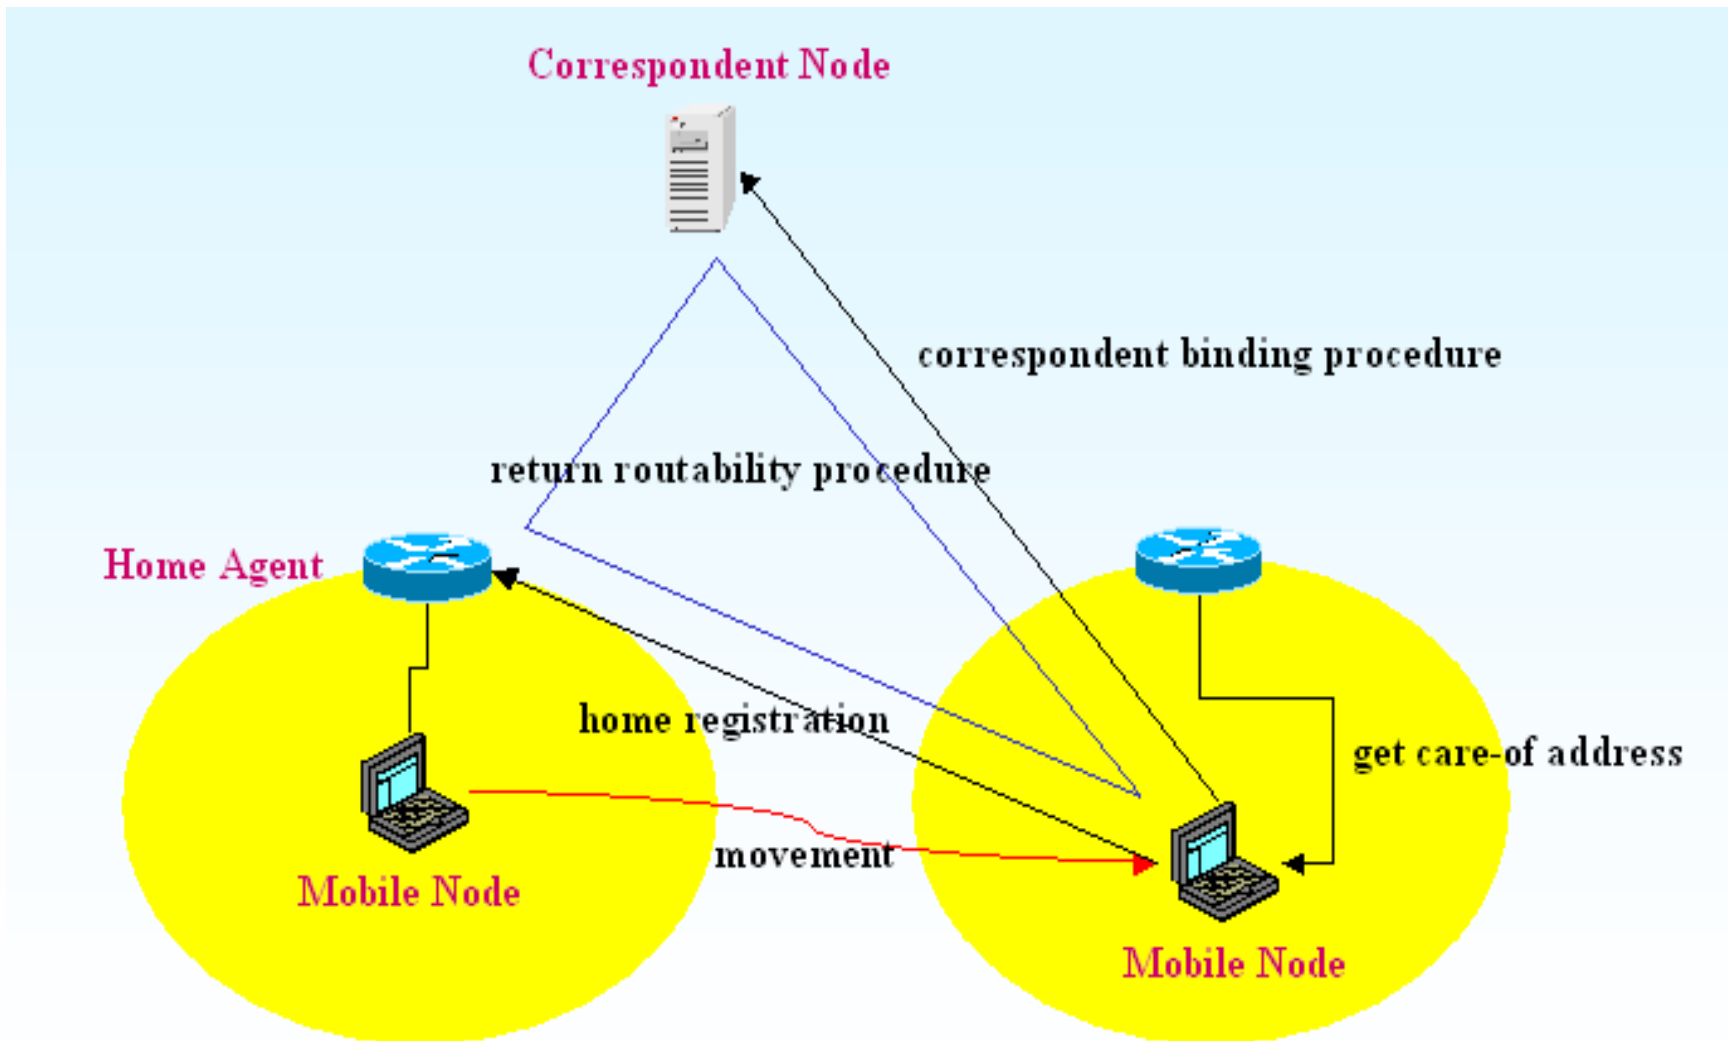 Correspondent Node
correspondent binding procedure
return routability procedure
Home Agent
home registration
get care-of address
movement
Mobile Node
Mobile Node